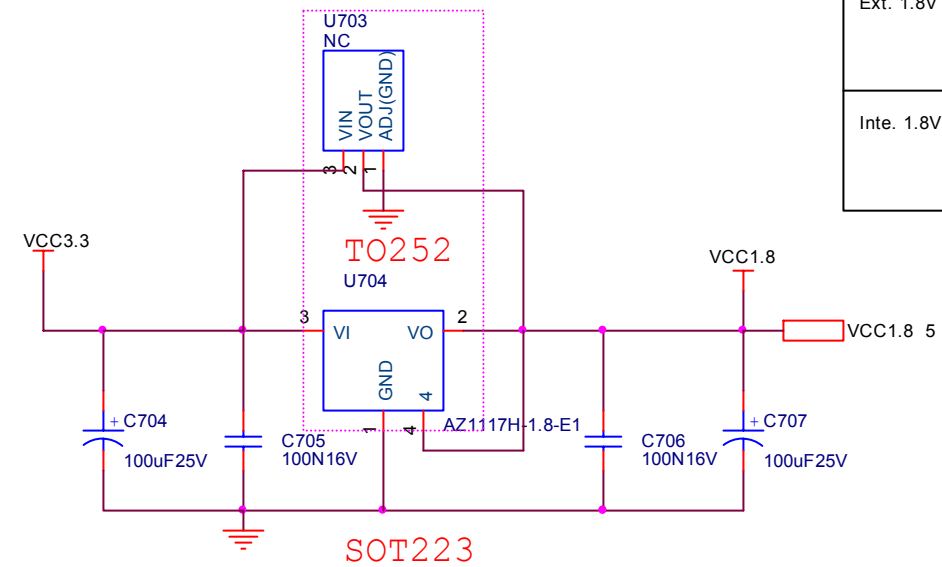 Ext. 1.8V
Inte. 1.8V
U703
NC
VIN
VOUT
ADJ(GND)
3
2
1
TO252
VCC3.3
VCC1.8
U704
3
VI
VO
2
GND
4
1
4
AZ1117H-1.8-E1
VCC1.8 5
+ C704
100uF25V
C705
100N16V
C706
100N16V
+ C707
100uF25V
SOT223